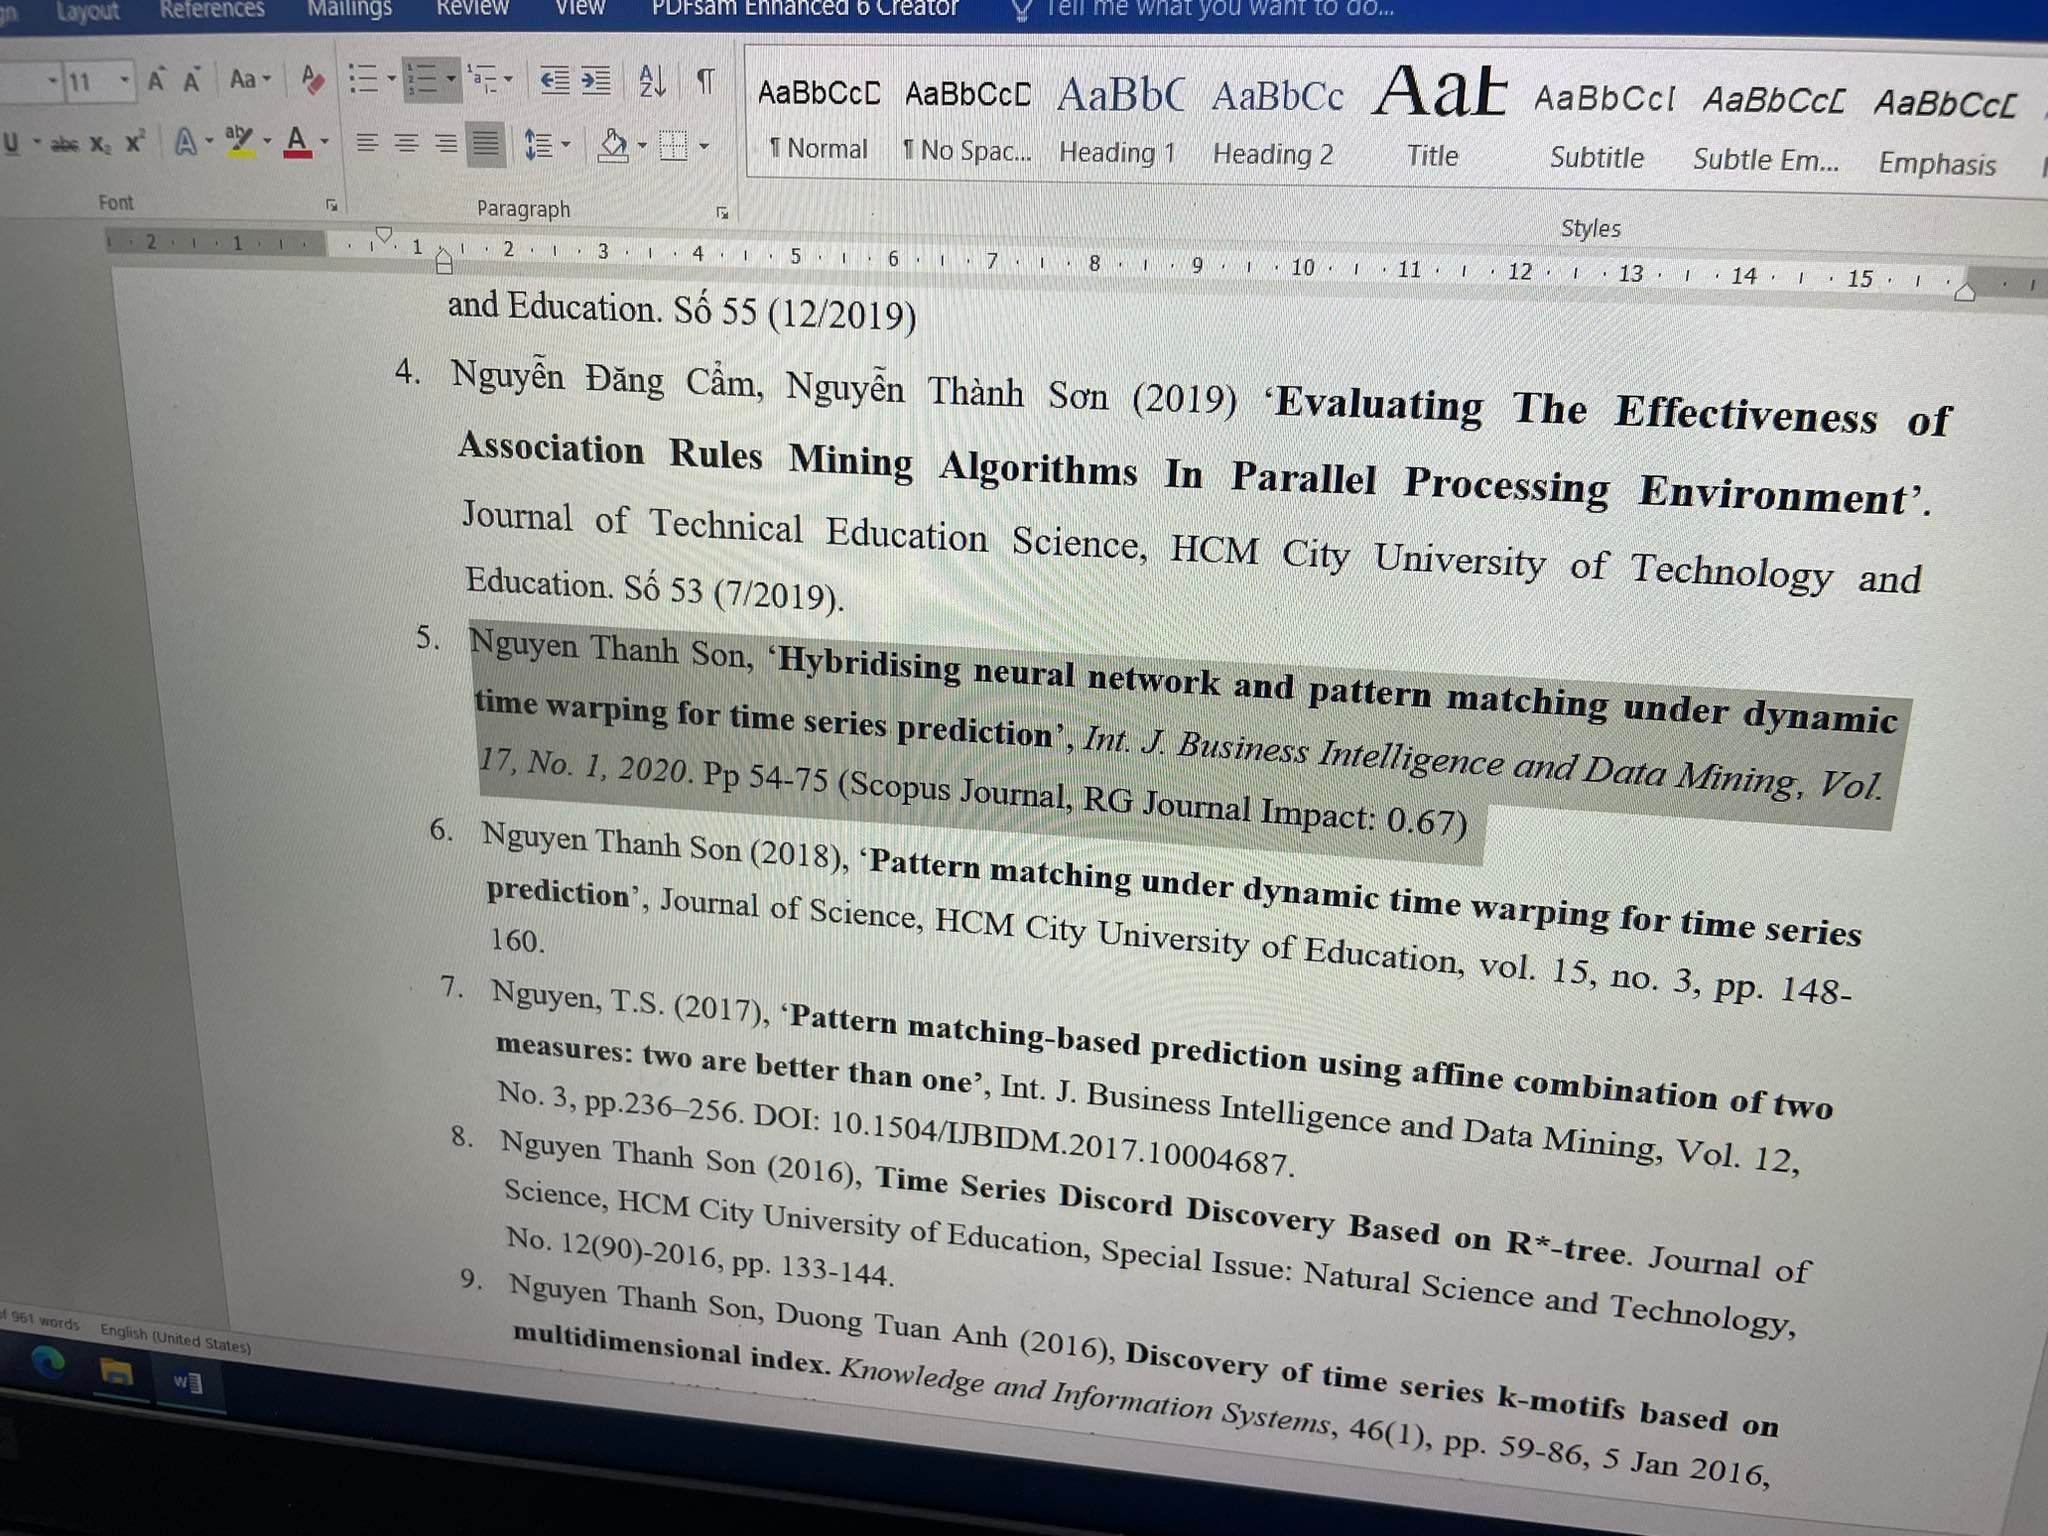 Layout References Mailings Review View PDFsam Enhanced 6 Creator Tell me what you want to do...
11 Aa
AaBbCcD AaBbCcD AaBbC AaBbCc AaB AaBbCcI AaBbCcD AaBbCcD
¶ Normal ¶ No Spac... Heading 1 Heading 2 Title Subtitle Subtle Em... Emphasis
Font Paragraph Styles
2 1 1 2 3 4 5 6 7 8 9 10 11 12 13 14 15
and Education. Số 55 (12/2019)
4. Nguyễn Đăng Cẩm, Nguyễn Thành Sơn (2019) ‘Evaluating The Effectiveness of
Association Rules Mining Algorithms In Parallel Processing Environment’.
Journal of Technical Education Science, HCM City University of Technology and
Education. Số 53 (7/2019).
5. Nguyen Thanh Son, ‘Hybridising neural network and pattern matching under dynamic
time warping for time series prediction’, Int. J. Business Intelligence and Data Mining, Vol.
17, No. 1, 2020. Pp 54-75 (Scopus Journal, RG Journal Impact: 0.67)
6. Nguyen Thanh Son (2018), ‘Pattern matching under dynamic time warping for time series
prediction’, Journal of Science, HCM City University of Education, vol. 15, no. 3, pp. 148-
160.
7. Nguyen, T.S. (2017), ‘Pattern matching-based prediction using affine combination of two
measures: two are better than one’, Int. J. Business Intelligence and Data Mining, Vol. 12,
No. 3, pp.236–256. DOI: 10.1504/IJBIDM.2017.10004687.
8. Nguyen Thanh Son (2016), Time Series Discord Discovery Based on R*-tree. Journal of
Science, HCM City University of Education, Special Issue: Natural Science and Technology,
No. 12(90)-2016, pp. 133-144.
9. Nguyen Thanh Son, Duong Tuan Anh (2016), Discovery of time series k-motifs based on
multidimensional index. Knowledge and Information Systems, 46(1), pp. 59-86, 5 Jan 2016,
of 961 words English (United States)